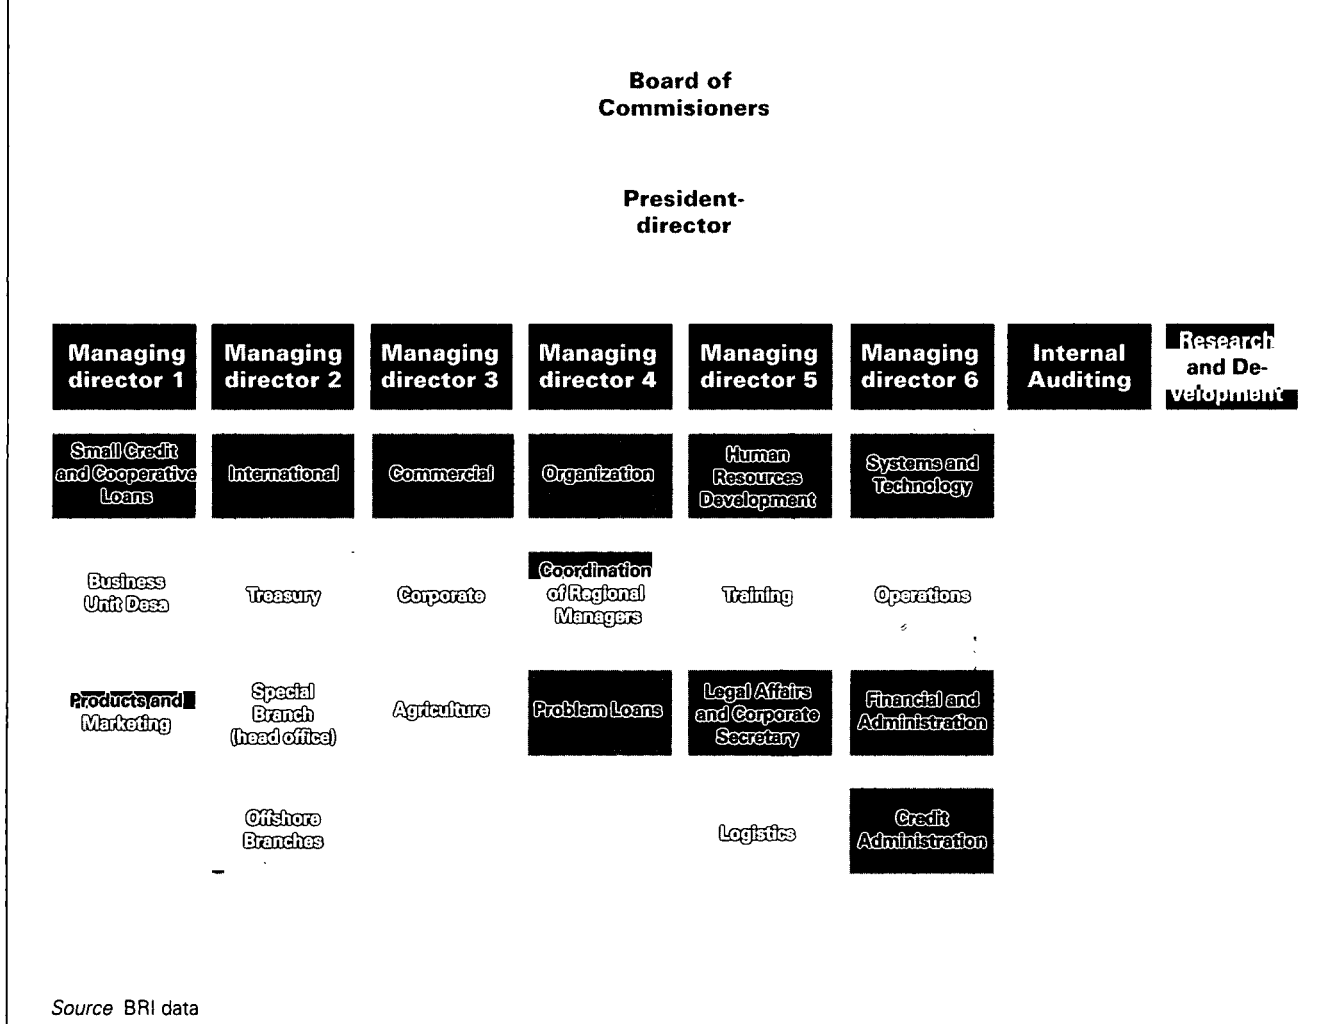 Board of
Commisioners
President-
director
Managing
director 1
Managing
director 2
Managing
director 3
Managing
director 4
Managing
director 5
Managing
director 6
Internal
Auditing
Research
and De-
velopment
Small Credit
and Cooperative
Loans
International
Commercial
Organization
Human
Resources
Development
Systems and
Technology
Business
Unit Desa
Treasury
Corporate
Coordination
of Regional
Managers
Training
Operations
Products and
Marketing
Special
Branch
(head office)
Agriculture
Problem Loans
Legal Affairs
and Corporate
Secretary
Financial and
Administration
Offshore
Branches
Logistics
Credit
Administration
Source BRI data